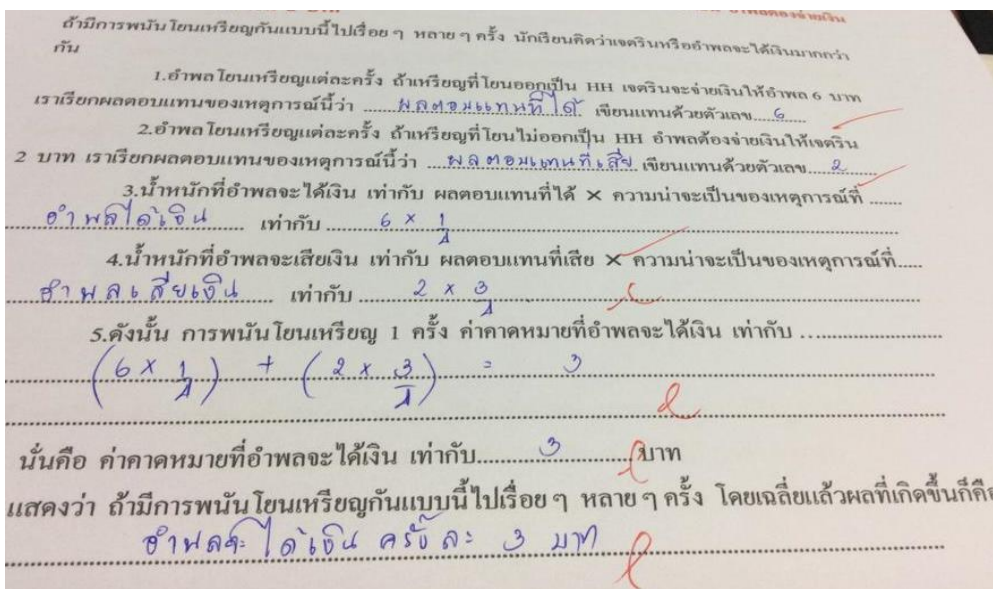 ต้องจ่ายเงิน
ถ้ามีการพนันโยนเหรียญกันแบบนี้ไปเรื่อย ๆ หลาย ๆ ครั้ง นักเรียนคิดว่าเจตรินหรืออำพลจะได้เงินมากกว่า
กัน
1.อำพลโยนเหรียญแต่ละครั้ง ถ้าเหรียญที่โยนออกเป็น HH เจตรินจะจ่ายเงินให้อำพล 6 บาท
เราเรียกผลตอบแทนของเหตุการณ์นี้ว่า ......ผลตอบแทนที่ได้ เขียนแทนด้วยตัวเลข....6.....
2.อำพลโยนเหรียญแต่ละครั้ง ถ้าเหรียญที่โยนไม่ออกเป็น HH อำพลต้องจ่ายเงินให้เจตริน
2 บาท เราเรียกผลตอบแทนของเหตุการณ์นี้ว่า ....ผลตอบแทนที่เสีย เขียนแทนด้วยตัวเลข.....2.....
3.น้ำหนักที่อำพลจะได้เงิน เท่ากับ ผลตอบแทนที่ได้ × ความน่าจะเป็นของเหตุการณ์ที่ .......
....อำพลได้เงิน........ เท่ากับ ........6 × 1/4........
4.น้ำหนักที่อำพลจะเสียเงิน เท่ากับ ผลตอบแทนที่เสีย × ความน่าจะเป็นของเหตุการณ์ที่.....
....อำพลเสียเงิน...... เท่ากับ ........2 × 3/4........
5.ดังนั้น การพนันโยนเหรียญ 1 ครั้ง ค่าคาดหมายที่อำพลจะได้เงิน เท่ากับ ........................
(6 × 1/4) + (2 × 3/4) = 3
นั่นคือ ค่าคาดหมายที่อำพลจะได้เงิน เท่ากับ.........3..........บาท
แสดงว่า ถ้ามีการพนันโยนเหรียญกันแบบนี้ไปเรื่อย ๆ หลาย ๆ ครั้ง โดยเฉลี่ยแล้วผลที่เกิดขึ้นก็คือ
อำพลจะได้เงิน ครั้งละ 3 บาท